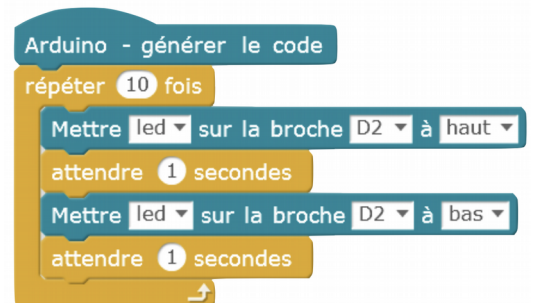 Arduino - générer le code
répéter 10 fois
Mettre led sur la broche D2 à haut
attendre 1 secondes
Mettre led sur la broche D2 à bas
attendre 1 secondes